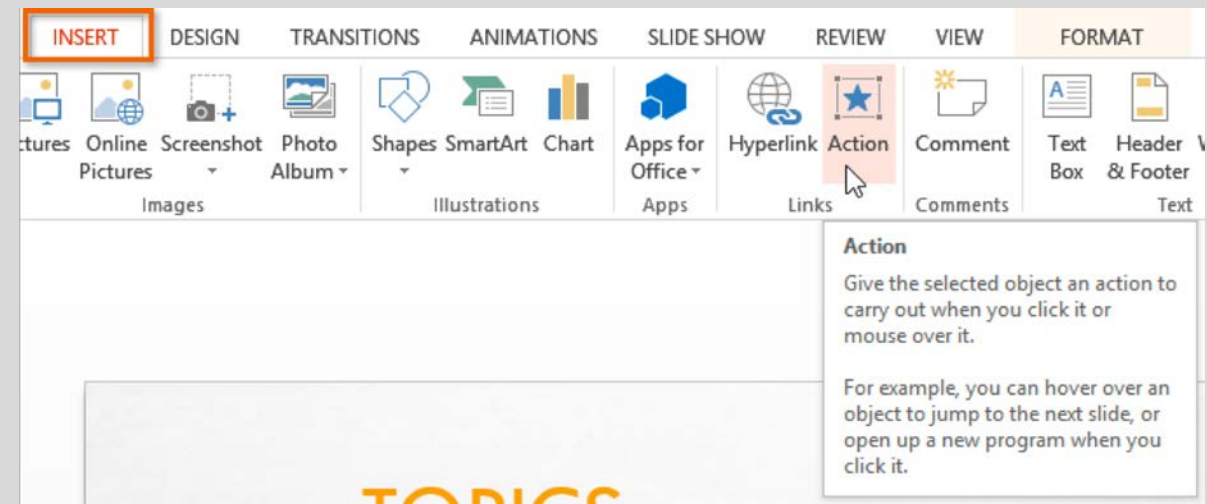 INSERT DESIGN TRANSITIONS ANIMATIONS SLIDE SHOW REVIEW VIEW FORMAT
Online Screenshot Photo Shapes SmartArt Chart Apps for Hyperlink Action Comment Text Header
Pictures Album Office Box & Footer
Images Illustrations Apps Links Comments Text
Action
Give the selected object an action to
carry out when you click it or
mouse over it.
For example, you can hover over an
object to jump to the next slide, or
open up a new program when you
click it.
TOPICS